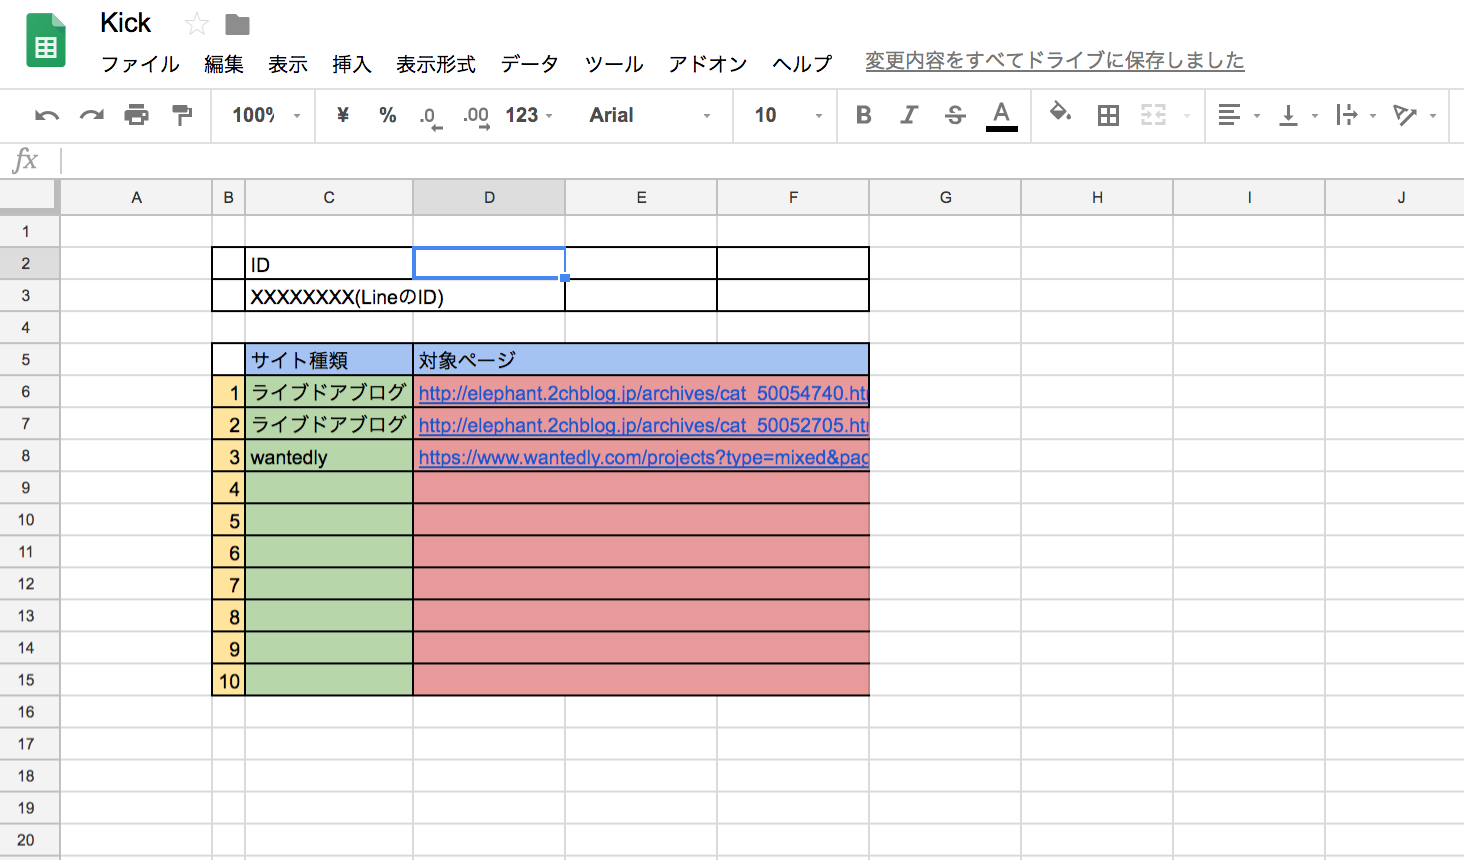 Kick
ファイル 編集 表示 挿入 表示形式 データ ツール アドオン ヘルプ 変更内容をすべてドライブに保存しました
100% ¥ % .0 .00 123 Arial 10 B I S A
fx
A B C D E F G H I J
1
2 ID
3 XXXXXXXX(LineのID)
4
5 サイト種類 対象ページ
6 1 ライブドアブログ http://elephant.2chblog.jp/archives/cat_50054740.ht
7 2 ライブドアブログ http://elephant.2chblog.jp/archives/cat_50052705.ht
8 3 wantedly https://www.wantedly.com/projects?type=mixed&pag
9 4
10 5
11 6
12 7
13 8
14 9
15 10
16
17
18
19
20